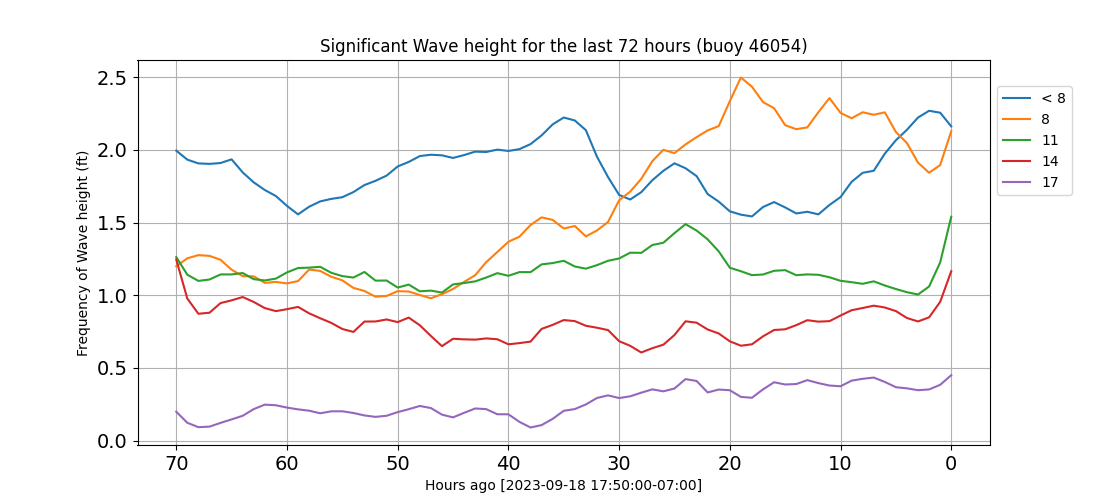 Significant Wave height for the last 72 hours (buoy 46054)
Frequency of Wave height (ft)
2.5
2.0
1.5
1.0
0.5
0.0
70 60 50 40 30 20 10 0
Hours ago [2023-09-18 17:50:00-07:00]
< 8
8
11
14
17